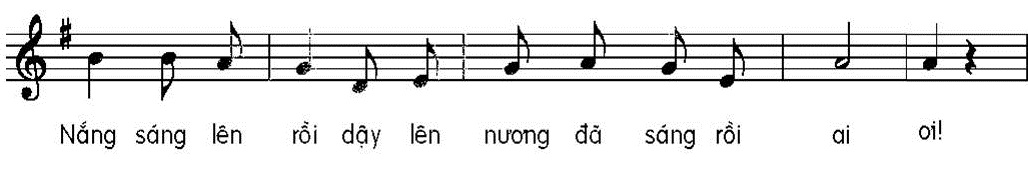 Nắng sáng lên rồi dậy lên nương đã sáng rồi ai ơi!